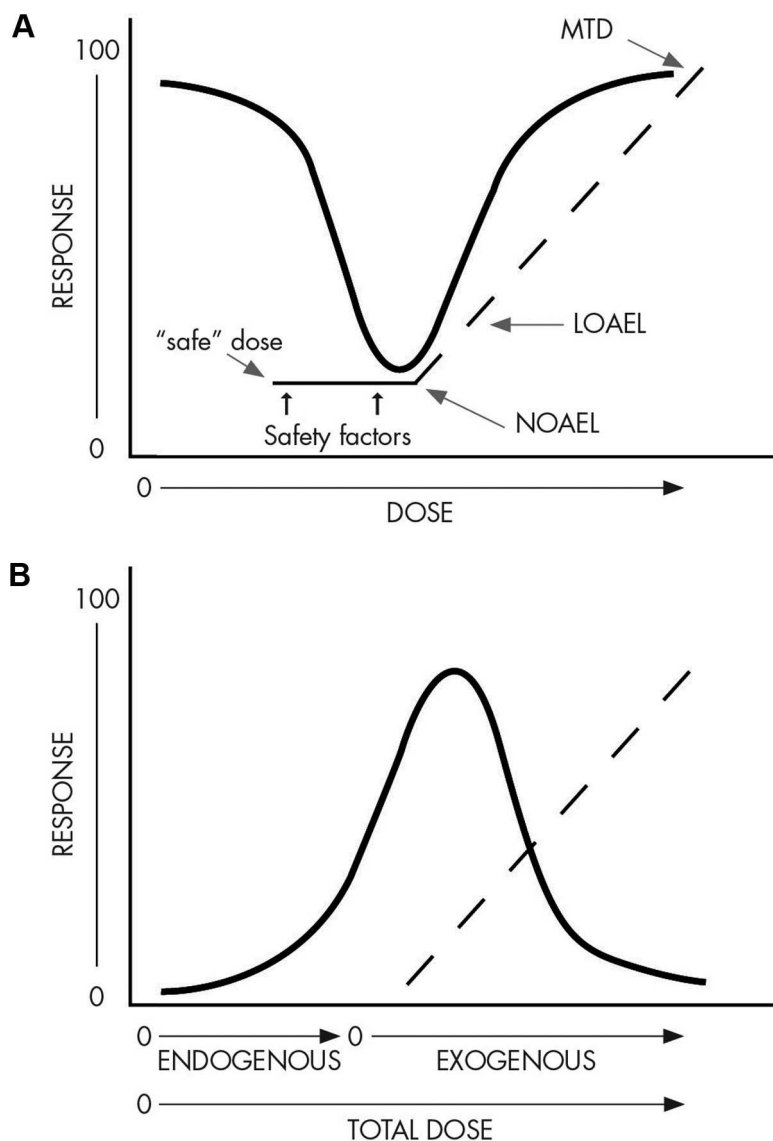 A
100
MTD
RESPONSE
LOAEL
“safe” dose
NOAEL
Safety factors
0
0
DOSE
B
100
RESPONSE
0
0 0
ENDOGENOUS EXOGENOUS
0
TOTAL DOSE